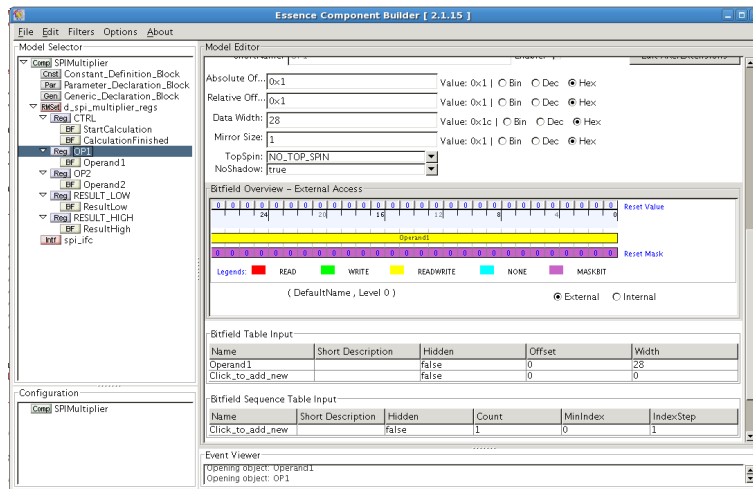 Essence Component Builder [ 2.1.15 ]
File Edit Filters Options About
Model Selector
Comp SPIMultiplier
Cnst Constant_Definition_Block
Par Parameter_Declaration_Block
Gen Generic_Declaration_Block
RMSel d_spi_multiplier_regs
Reg CTRL
BF StartCalculation
BF CalculationFinished
Reg OP1
BF Operand1
Reg OP2
BF Operand2
Reg RESULT_LOW
BF ResultLow
Reg RESULT_HIGH
BF ResultHigh
Intf spi_ifc
Configuration
Comp SPIMultiplier
Model Editor
Absolute Of... 0x1 Value: 0x1 | Bin Dec Hex
Relative Off... 0x1 Value: 0x1 | Bin Dec Hex
Data Width: 28 Value: 0x1c | Bin Dec Hex
Mirror Size: 1 Value: 0x1 | Bin Dec Hex
TopSpin: NO_TOP_SPIN
NoShadow: true
Bitfield Overview - External Access
0 0 0 0 0 0 0 0 0 0 0 0 0 0 0 0 0 0 0 0 0 0 0 0 0 0 0 0 Reset Value
24 20 16 12 8 4 0
Operand1
0 0 0 0 0 0 0 0 0 0 0 0 0 0 0 0 0 0 0 0 0 0 0 0 0 0 0 0 Reset Mask
Legends: READ WRITE READWRITE NONE MASKBIT
( DefaultName , Level 0 ) External Internal
Bitfield Table Input
Name Short Description Hidden Offset Width
Operand1 false 0 28
Click_to_add_new false 0 0
Bitfield Sequence Table Input
Name Short Description Hidden Count MinIndex IndexStep
Click_to_add_new false 1 0 1
Event Viewer
Opening object: Operand1
Opening object: OP1